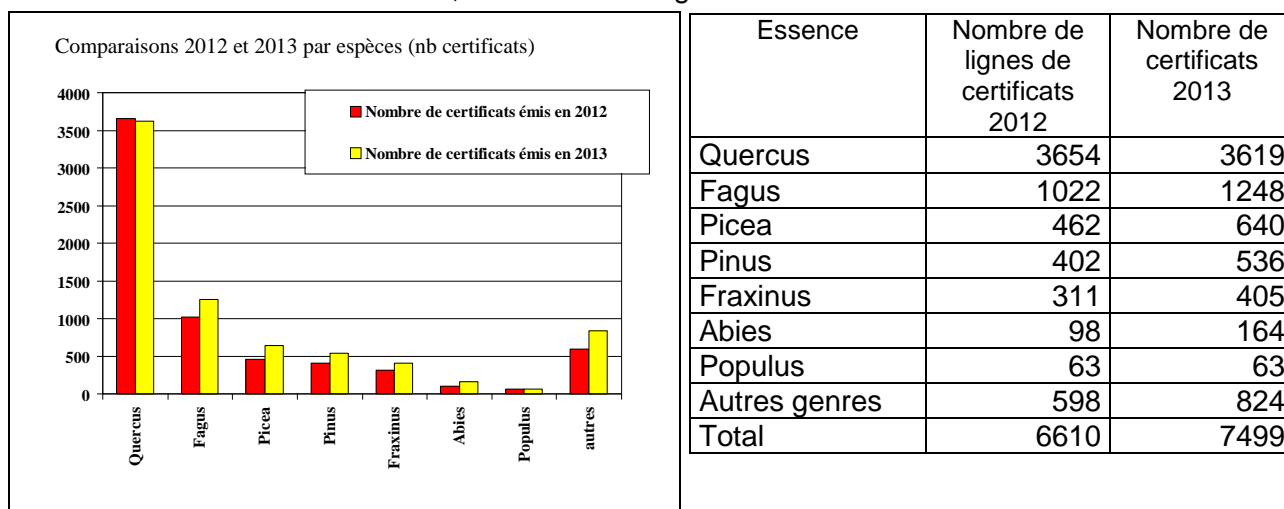 Comparaisons 2012 et 2013 par espèces (nb certificats)
4000
3500
3000
2500
2000
1500
1000
500
0
Nombre de certificats émis en 2012
Nombre de certificats émis en 2013
Quercus
Fagus
Picea
Pinus
Fraxinus
Abies
Populus
autres
Essence Nombre de Nombre de
lignes de certificats
certificats 2013
2012
Quercus 3654 3619
Fagus 1022 1248
Picea 462 640
Pinus 402 536
Fraxinus 311 405
Abies 98 164
Populus 63 63
Autres genres 598 824
Total 6610 7499